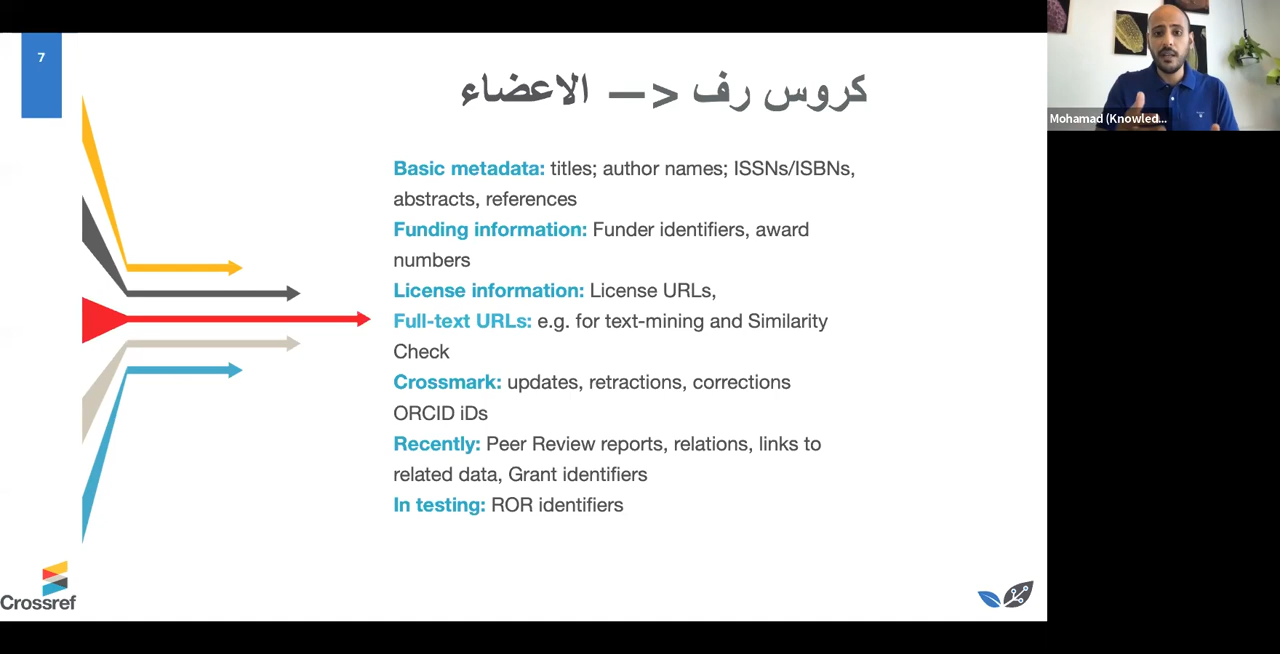 7
كروس رف <— الاعضاء
Mohamad (Knowled...
Basic metadata: titles; author names; ISSNs/ISBNs,
abstracts, references
Funding information: Funder identifiers, award
numbers
License information: License URLs,
Full-text URLs: e.g. for text-mining and Similarity
Check
Crossmark: updates, retractions, corrections
ORCID iDs
Recently: Peer Review reports, relations, links to
related data, Grant identifiers
In testing: ROR identifiers
Crossref